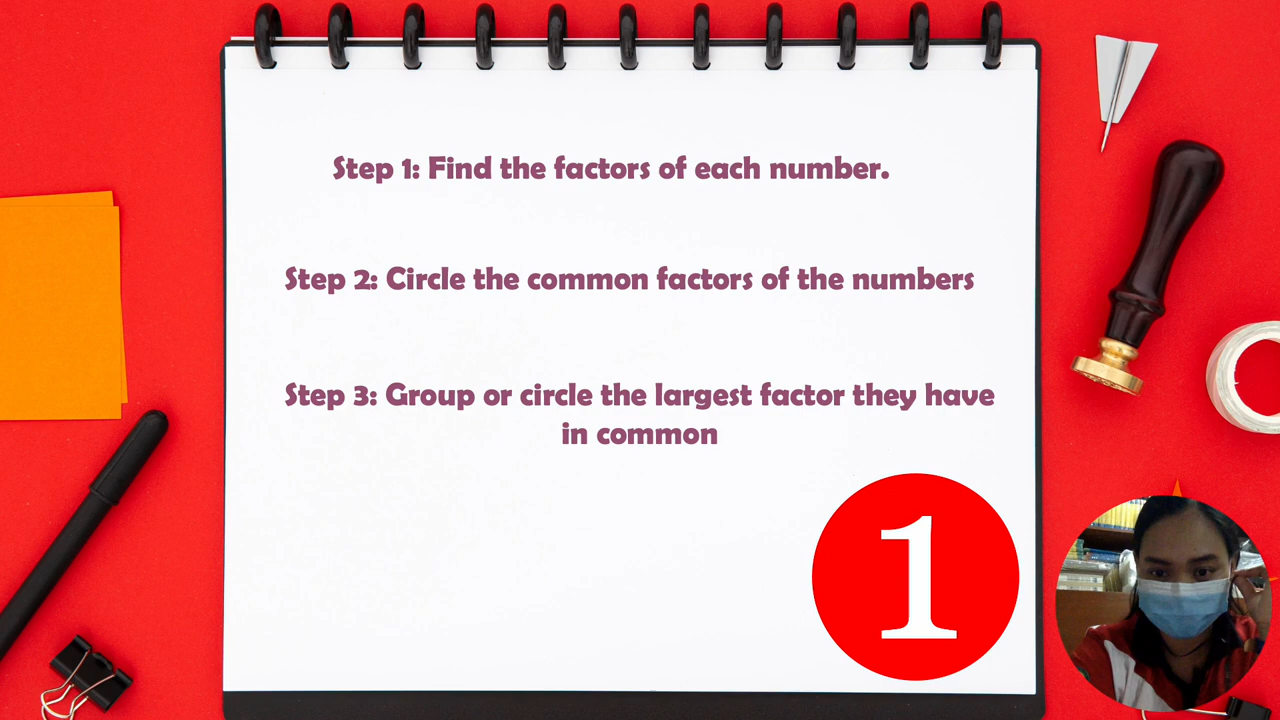 Step 1: Find the factors of each number.
Step 2: Circle the common factors of the numbers
Step 3: Group or circle the largest factor they have
in common
1